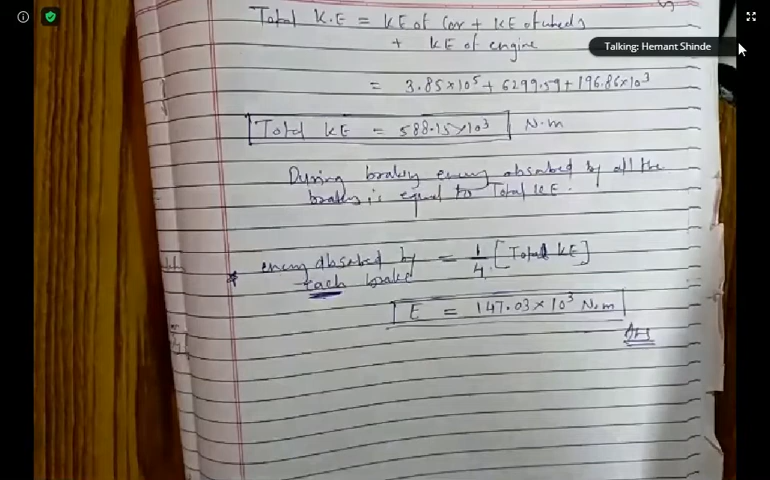 Total K.E = KE of Car + KE of wheels
+ KE of engine
Talking: Hemant Shinde
= 3.85×10⁵ + 6299.59 + 196.86×10³
Total KE = 588.15×10³ N.m
During braking energy absorbed by all the
brakes is equal to Total K.E.
* energy absorbed by = 1/4 [Total KE]
each brake
E = 147.03 × 10³ N.m
Ans